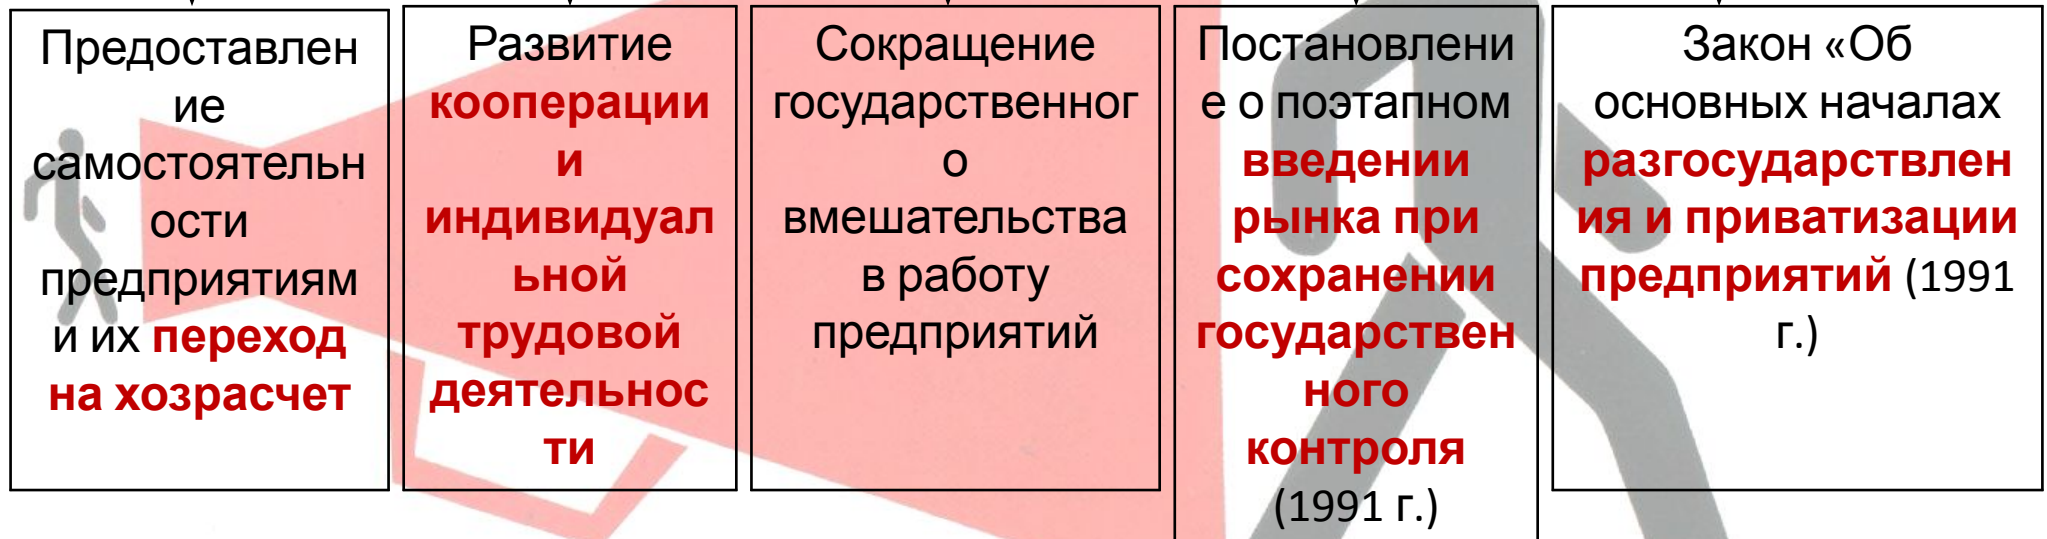 Предоставлен
ие
самостоятельн
ости
предприятиям
и их переход
на хозрасчет
Развитие
кооперации
и
индивидуал
ьной
трудовой
деятельнос
ти
Сокращение
государственног
о
вмешательства
в работу
предприятий
Постановлени
е о поэтапном
введении
рынка при
сохранении
государствен
ного
контроля
(1991 г.)
Закон «Об
основных началах
разгосударствлен
ия и приватизации
предприятий (1991
г.)